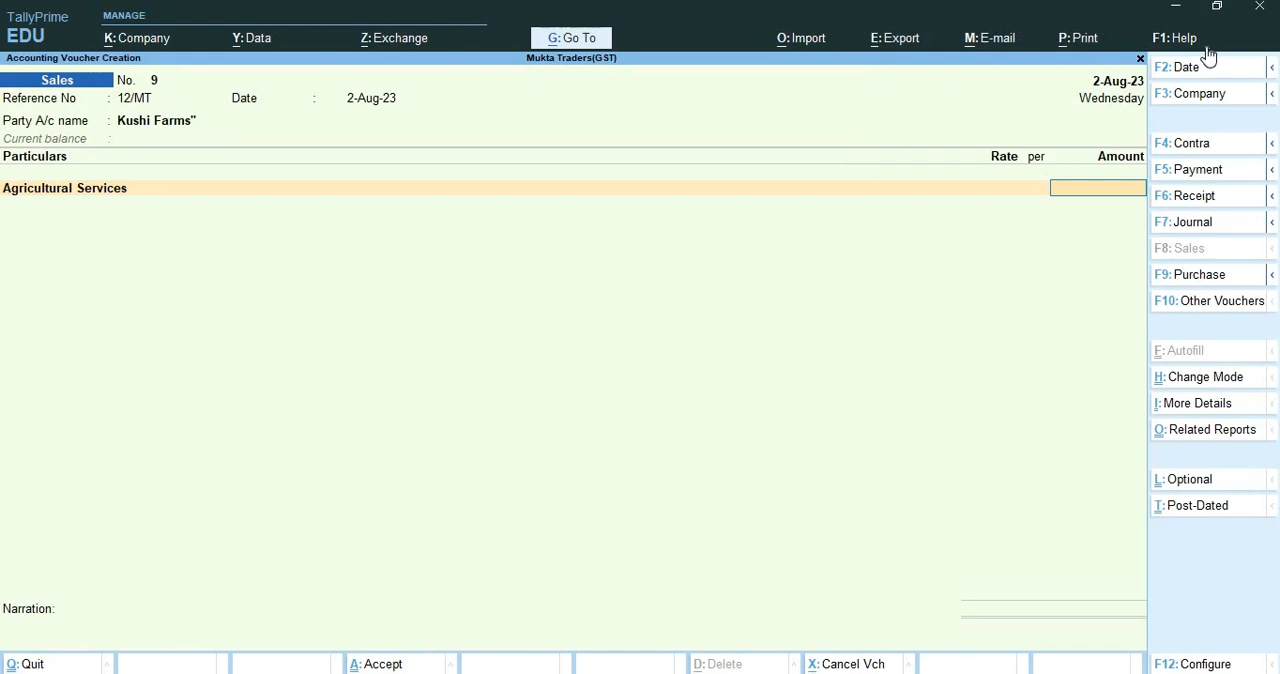 TallyPrime
EDU
MANAGE
K: Company Y: Data Z: Exchange G: Go To O: Import E: Export M: E-mail P: Print F1: Help
Accounting Voucher Creation Mukta Traders(GST)
Sales No. 9 2-Aug-23
Reference No : 12/MT Date : 2-Aug-23 Wednesday
Party A/c name : Kushi Farms"
Current balance :
Particulars Rate per Amount
Agricultural Services
Narration:
F2: Date
F3: Company
F4: Contra
F5: Payment
F6: Receipt
F7: Journal
F8: Sales
F9: Purchase
F10: Other Vouchers
F: Autofill
H: Change Mode
I: More Details
O: Related Reports
L: Optional
T: Post-Dated
Q: Quit A: Accept D: Delete X: Cancel Vch F12: Configure